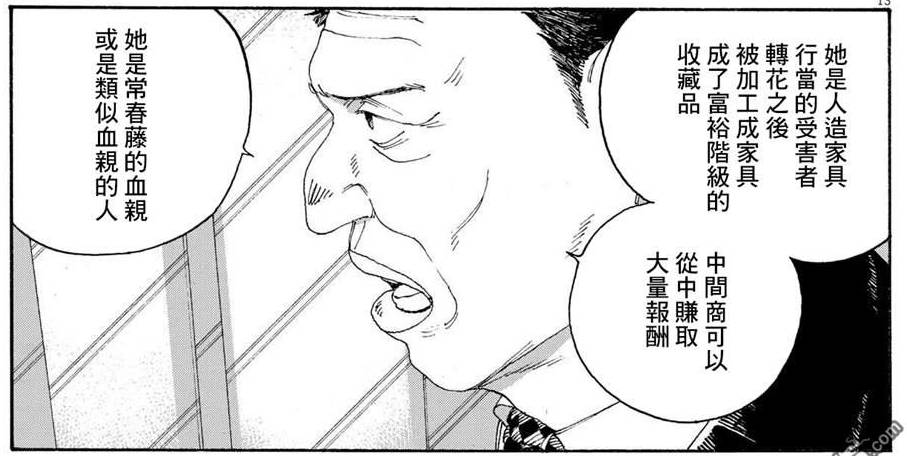 她是人造家具
行當的受害者
轉花之後
被加工成家具
成了富裕階級的
收藏品
中間商可以
從中賺取
大量報酬
她是常春藤的血親
或是類似血親的人
13